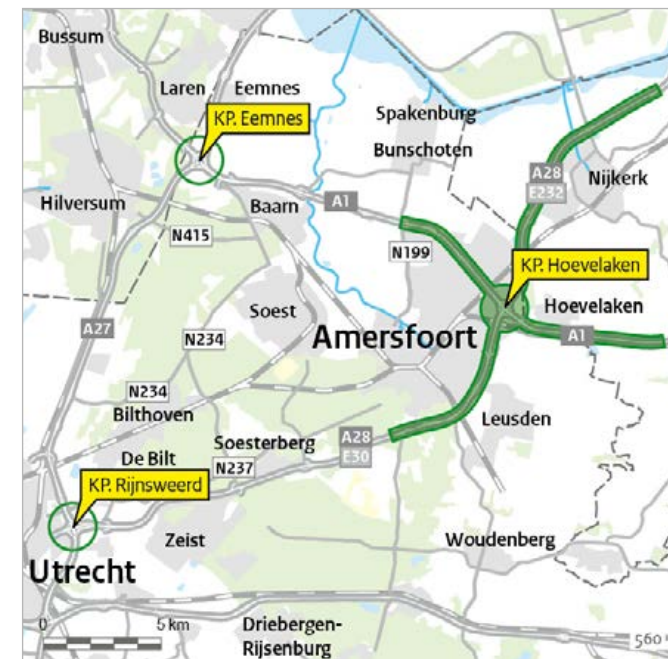 Bussum
Laren
Eemnes
KP. Eemnes
Spakenburg
Bunschoten
A28
E232
Nijkerk
Hilversum
Baarn
A1
N415
N199
KP. Hoevelaken
Soest
Hoevelaken
A27
N234
Amersfoort
A1
N234
Bilthoven
Leusden
Soesterberg
A28
E30
De Bilt
N237
KP. Rijnsweerd
Zeist
Woudenberg
Utrecht
0
5 km
Driebergen-
Rijsenburg